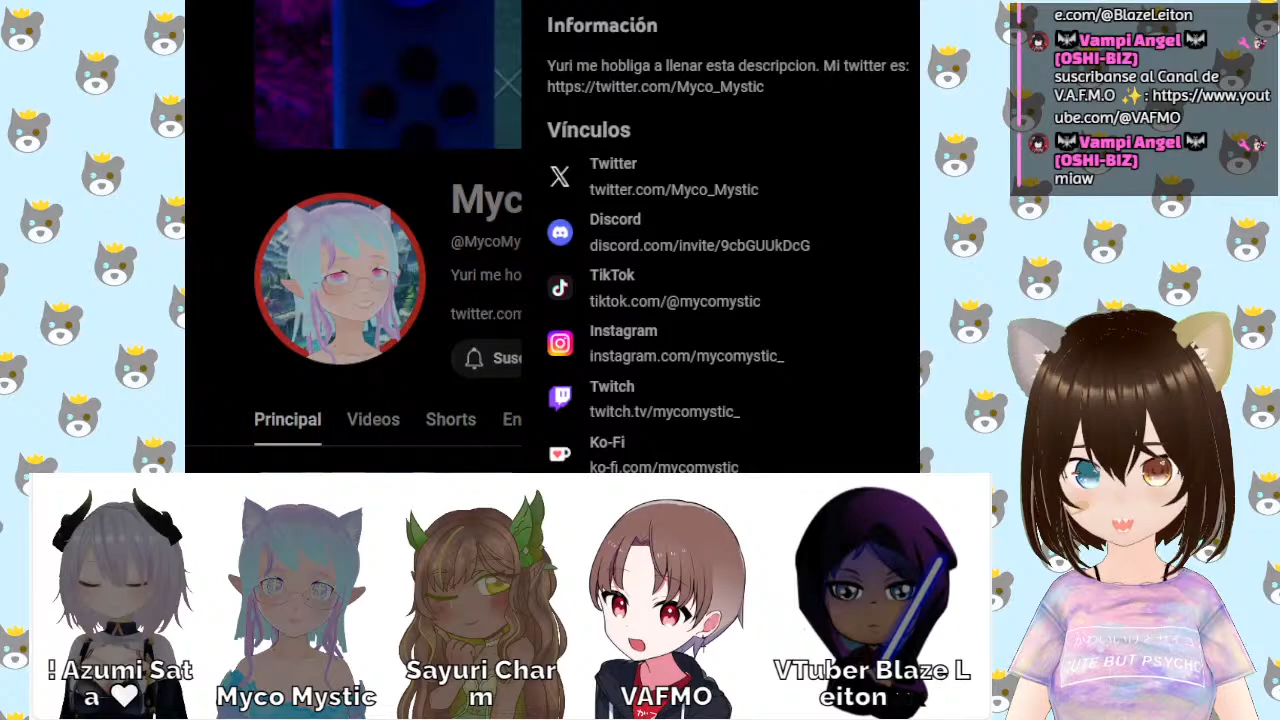 Información
Yuri me hobliga a llenar esta descripcion. Mi twitter es:
https://twitter.com/Myco_Mystic
Vínculos
Twitter
twitter.com/Myco_Mystic
Discord
discord.com/invite/9cbGUUkDcG
TikTok
tiktok.com/@mycomystic
Instagram
instagram.com/mycomystic_
Twitch
twitch.tv/mycomystic_
Ko-Fi
ko-fi.com/mycomystic
Myc
@MycoMy
Yuri me ho
twitter.com
Susc
Principal Videos Shorts En
e.com/@BlazeLeiton
Vampi Angel
[OSHI-BIZ]
suscribanse al Canal de
V.A.F.M.O ✨: https://www.yout
ube.com/@VAFMO
Vampi Angel
[OSHI-BIZ]
miaw
! Azumi Sat
a ♥
Myco Mystic
Sayuri Char
m
VAFMO
VTuber Blaze L
eiton
CUTE BUT PSYCHO